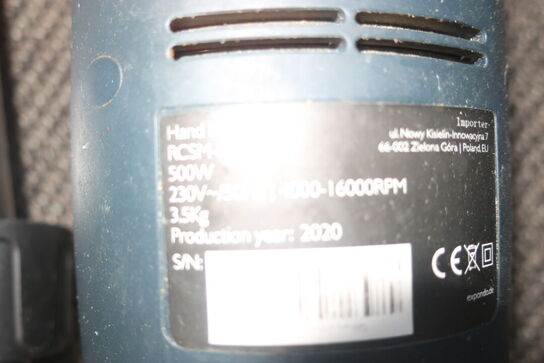 Hand
RCSM-
500W
230V~ 4000-16000RPM
3.5Kg
Production year: 2020
S/N:
Importer:
ul. Nowy Kisielin-Innowacyjna 7
66-002 Zielona Góra | Poland, EU
CE
expondo.de